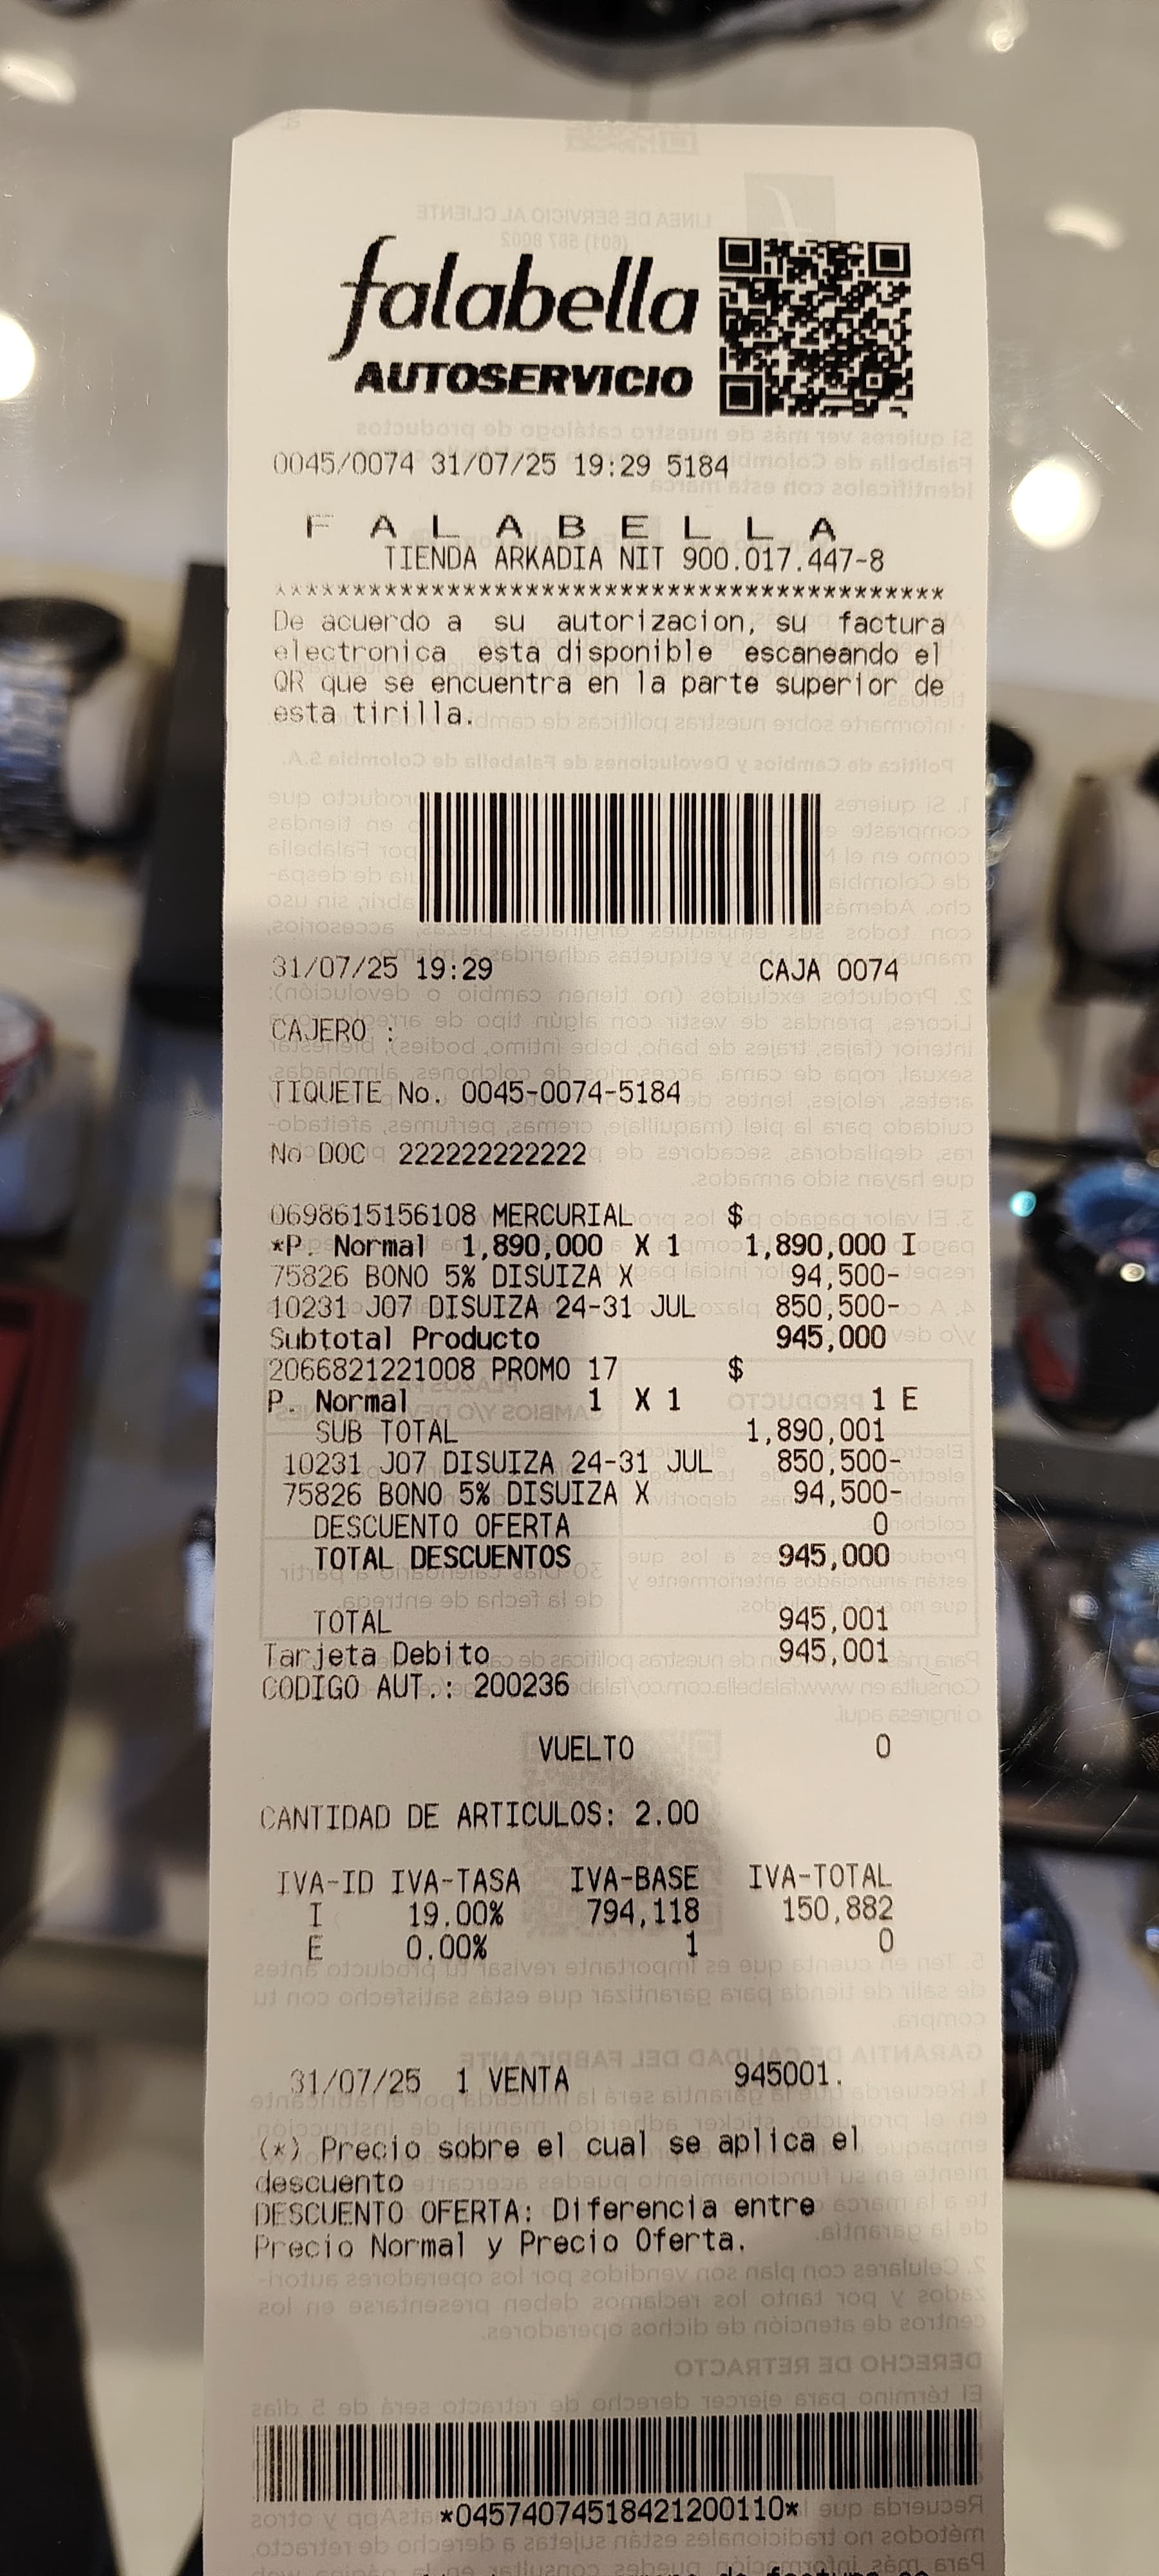 falabella
AUTOSERVICIO
0045/0074 31/07/25 19:29 5184
F A L A B E L L A
TIENDA ARKADIA NIT 900.017.447-8
*******************************************
De acuerdo a su autorizacion, su factura
electronica esta disponible escaneando el
QR que se encuentra en la parte superior de
esta tirilla.
31/07/25 19:29 CAJA 0074
CAJERO :
TIQUETE No. 0045-0074-5184
No DOC 222222222222
0698615156108 MERCURIAL $
*P. Normal 1,890,000 X 1 1,890,000 I
75826 BONO 5% DISUIZA X 94,500-
10231 J07 DISUIZA 24-31 JUL 850,500-
Subtotal Producto 945,000
2066821221008 PROMO 17 $
P. Normal 1 X 1 1 E
SUB TOTAL 1,890,001
10231 J07 DISUIZA 24-31 JUL 850,500-
75826 BONO 5% DISUIZA X 94,500-
DESCUENTO OFERTA 0
TOTAL DESCUENTOS 945,000
TOTAL 945,001
Tarjeta Debito 945,001
CODIGO AUT.: 200236
VUELTO 0
CANTIDAD DE ARTICULOS: 2.00
IVA-ID IVA-TASA IVA-BASE IVA-TOTAL
I 19.00% 794,118 150,882
E 0.00% 1 0
31/07/25 1 VENTA 945001.
(*) Precio sobre el cual se aplica el
descuento
DESCUENTO OFERTA: Diferencia entre
Precio Normal y Precio Oferta.
*04574074518421200110*